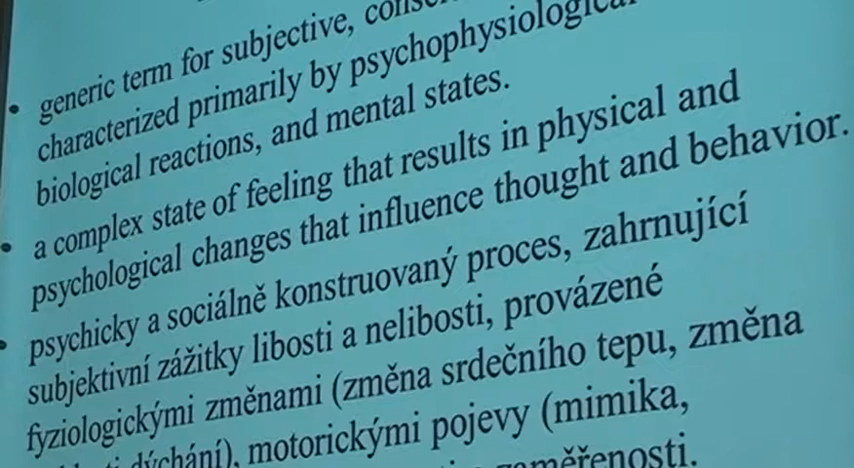 generic term for subjective,
characterized primarily by psychophysiological
biological reactions, and mental states.
a complex state of feeling that results in physical and
psychological changes that influence thought and behavior.
psychicky a sociálně konstruovaný proces, zahrnující
subjektivní zážitky libosti a nelibosti, provázené
fyziologickými změnami (změna srdečního tepu, změna
dýchání), motorickými pojevy (mimika,